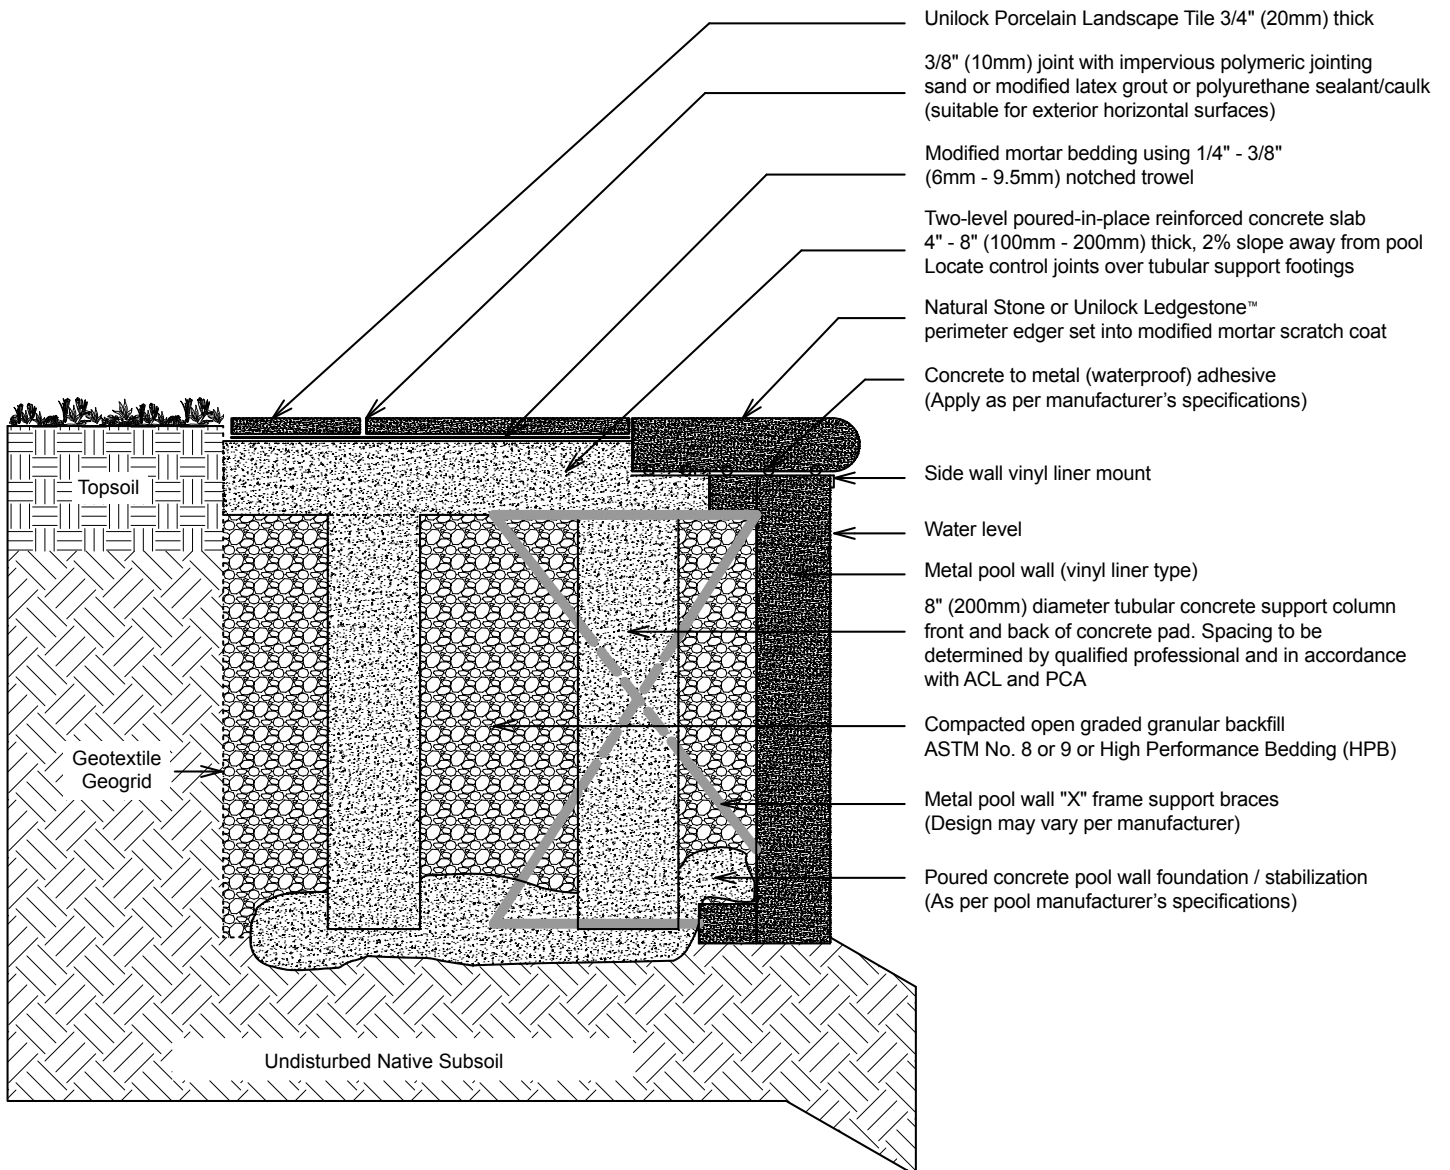 Unilock Porcelain Landscape Tile 3/4" (20mm) thick
3/8" (10mm) joint with impervious polymeric jointing
sand or modified latex grout or polyurethane sealant/caulk
(suitable for exterior horizontal surfaces)
Modified mortar bedding using 1/4" - 3/8"
(6mm - 9.5mm) notched trowel
Two-level poured-in-place reinforced concrete slab
4" - 8" (100mm - 200mm) thick, 2% slope away from pool
Locate control joints over tubular support footings
Natural Stone or Unilock Ledgestone™
perimeter edger set into modified mortar scratch coat
Concrete to metal (waterproof) adhesive
(Apply as per manufacturer’s specifications)
Side wall vinyl liner mount
Water level
Metal pool wall (vinyl liner type)
8" (200mm) diameter tubular concrete support column
front and back of concrete pad. Spacing to be
determined by qualified professional and in accordance
with ACL and PCA
Compacted open graded granular backfill
ASTM No. 8 or 9 or High Performance Bedding (HPB)
Metal pool wall "X" frame support braces
(Design may vary per manufacturer)
Poured concrete pool wall foundation / stabilization
(As per pool manufacturer’s specifications)
Topsoil
Geotextile
Geogrid
Undisturbed Native Subsoil